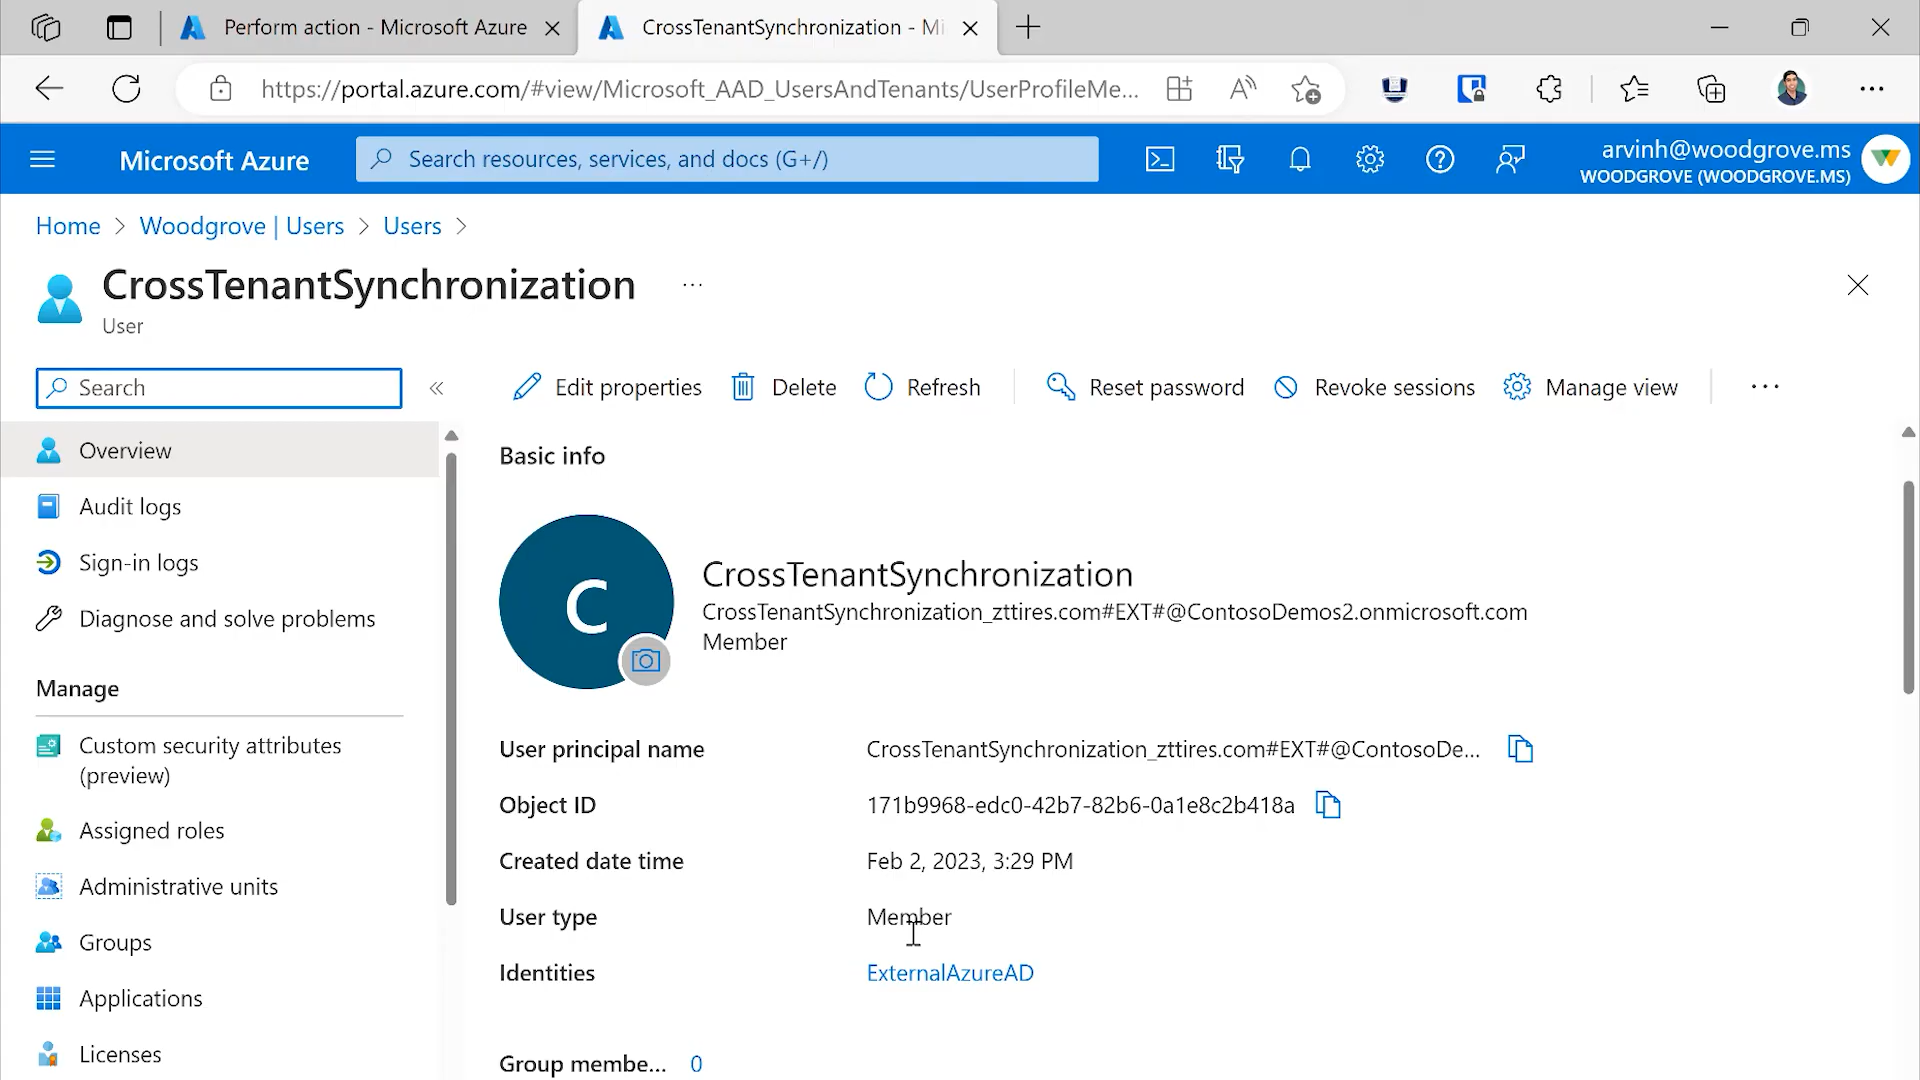 Perform action - Microsoft Azure
CrossTenantSynchronization - Mi
https://portal.azure.com/#view/Microsoft_AAD_UsersAndTenants/UserProfileMe...
Microsoft Azure
Search resources, services, and docs (G+/)
arvinh@woodgrove.ms
WOODGROVE (WOODGROVE.MS)
Home > Woodgrove | Users > Users >
CrossTenantSynchronization ...
User
Search
«
Edit properties
Delete
Refresh
Reset password
Revoke sessions
Manage view
...
Overview
Audit logs
Sign-in logs
Diagnose and solve problems
Manage
Custom security attributes
(preview)
Assigned roles
Administrative units
Groups
Applications
Licenses
Basic info
C
CrossTenantSynchronization
CrossTenantSynchronization_zttires.com#EXT#@ContosoDemos2.onmicrosoft.com
Member
User principal name CrossTenantSynchronization_zttires.com#EXT#@ContosoDe...
Object ID 171b9968-edc0-42b7-82b6-0a1e8c2b418a
Created date time Feb 2, 2023, 3:29 PM
User type Member
Identities ExternalAzureAD
Group membe... 0